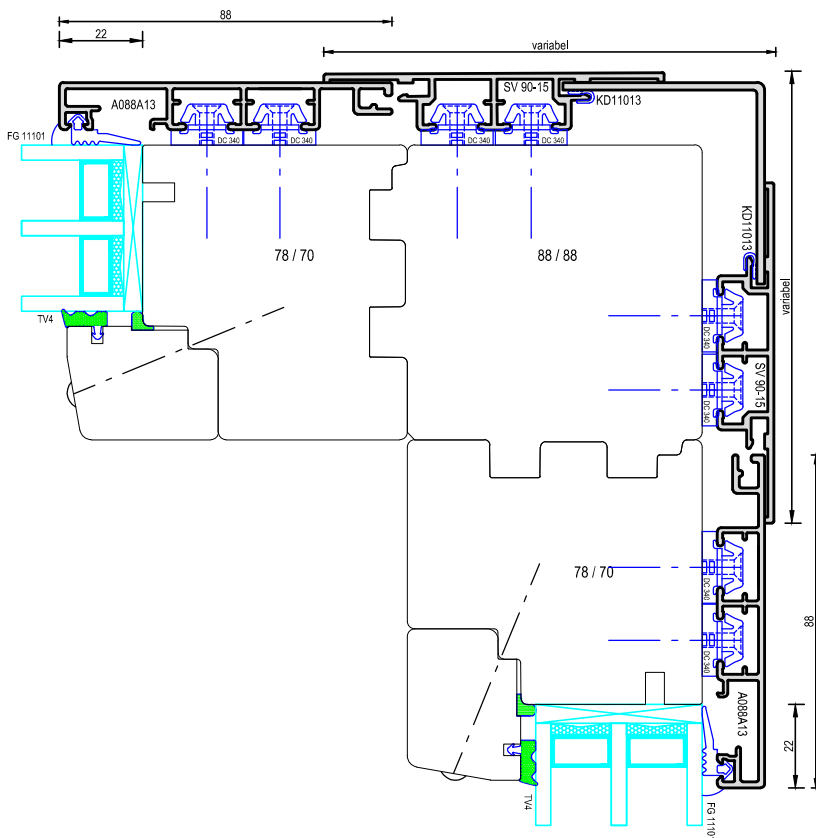 88
22
variabel
A088A13
SV 90-15
KD11013
FG 11101
DC 340
DC 340
DC 340
DC 340
78 / 70
88 / 88
KD11013
variabel
TV4
DC 340
DC 340
SV 90-15
78 / 70
DC 340
DC 340
88
A088A13
22
TV4
FG 1110